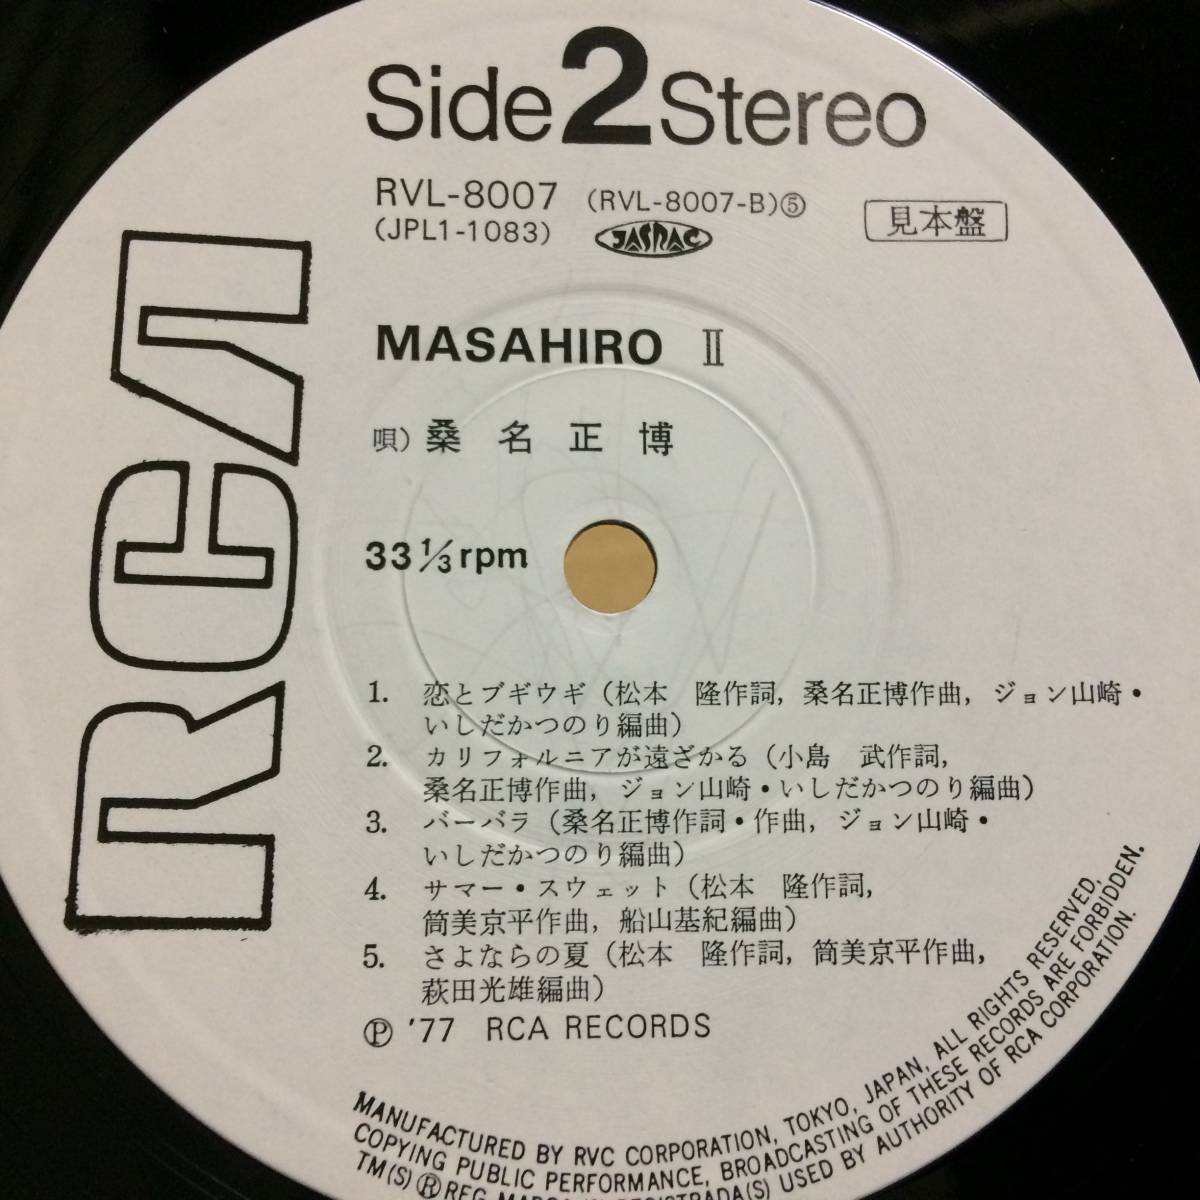 Side 2 Stereo
RVL-8007 (RVL-8007-B)⑤
(JPL1-1083)
JASRAC
見本盤
RCA
MASAHIRO Ⅱ
唄) 桑名正博
33 1/3 rpm
1. 恋とブギウギ (松本 隆作詞, 桑名正博作曲, ジョン山崎・
いしだかつのり編曲)
2. カリフォルニアが遠ざかる (小島 武作詞,
桑名正博作曲, ジョン山崎・いしだかつのり編曲)
3. バーバラ (桑名正博作詞・作曲, ジョン山崎・
いしだかつのり編曲)
4. サマー・スウェット (松本 隆作詞,
筒美京平作曲, 船山基紀編曲)
5. さよならの夏 (松本 隆作詞, 筒美京平作曲,
萩田光雄編曲)
Ⓟ '77 RCA RECORDS
MANUFACTURED BY RVC CORPORATION, TOKYO, JAPAN, ALL RIGHTS RESERVED,
COPYING PUBLIC PERFORMANCE, BROADCASTING OF THESE RECORDS ARE FORBIDDEN.
TM(S) ® REG. REGISTRADA(S) USED BY AUTHORITY OF RCA CORPORATION.